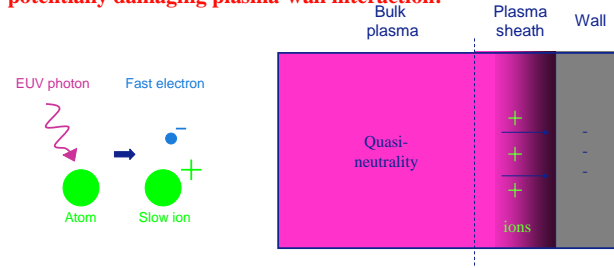 potentially damaging plasma-wall interaction.
Bulk
plasma
Plasma
sheath
Wall
EUV photon
Fast electron
Atom
Slow ion
Quasi-
neutrality
ions